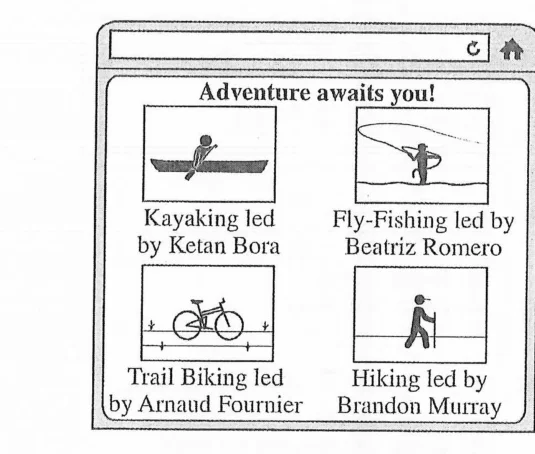 Adventure awaits you!
Kayaking led
by Ketan Bora
Fly-Fishing led by
Beatriz Romero
Trail Biking led
by Arnaud Fournier
Hiking led by
Brandon Murray